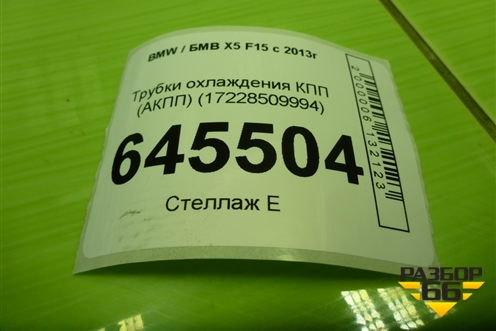 BMW / БМВ X5 F15 с 2013г
Трубки охлаждения КПП
(АКПП) (17228509994)
645504
Стеллаж Е
2000006132123
РАЗБОР
66